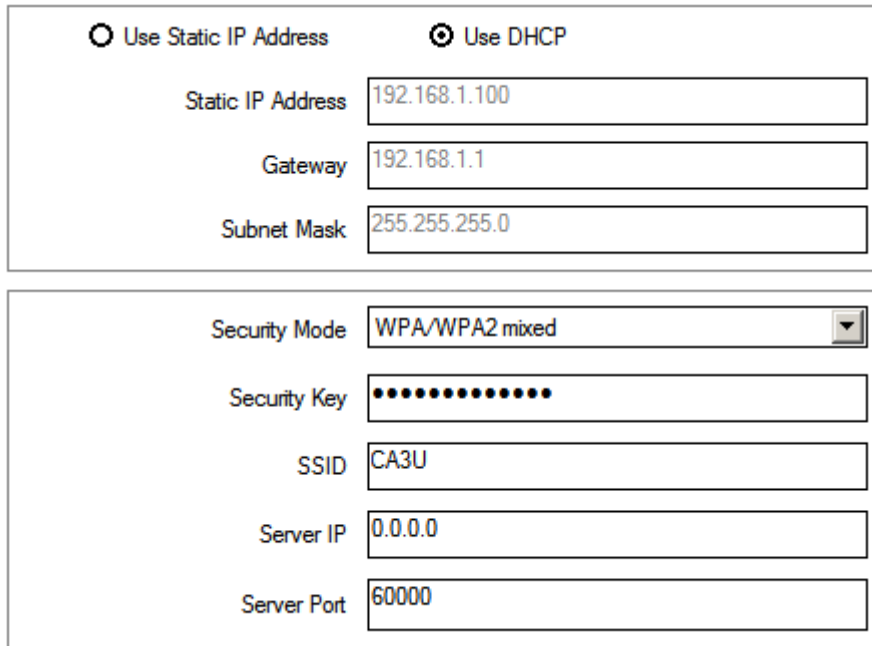 Use Static IP Address Use DHCP
Static IP Address 192.168.1.100
Gateway 192.168.1.1
Subnet Mask 255.255.255.0
Security Mode WPA/WPA2 mixed
Security Key •••••••••••••
SSID CA3U
Server IP 0.0.0.0
Server Port 60000